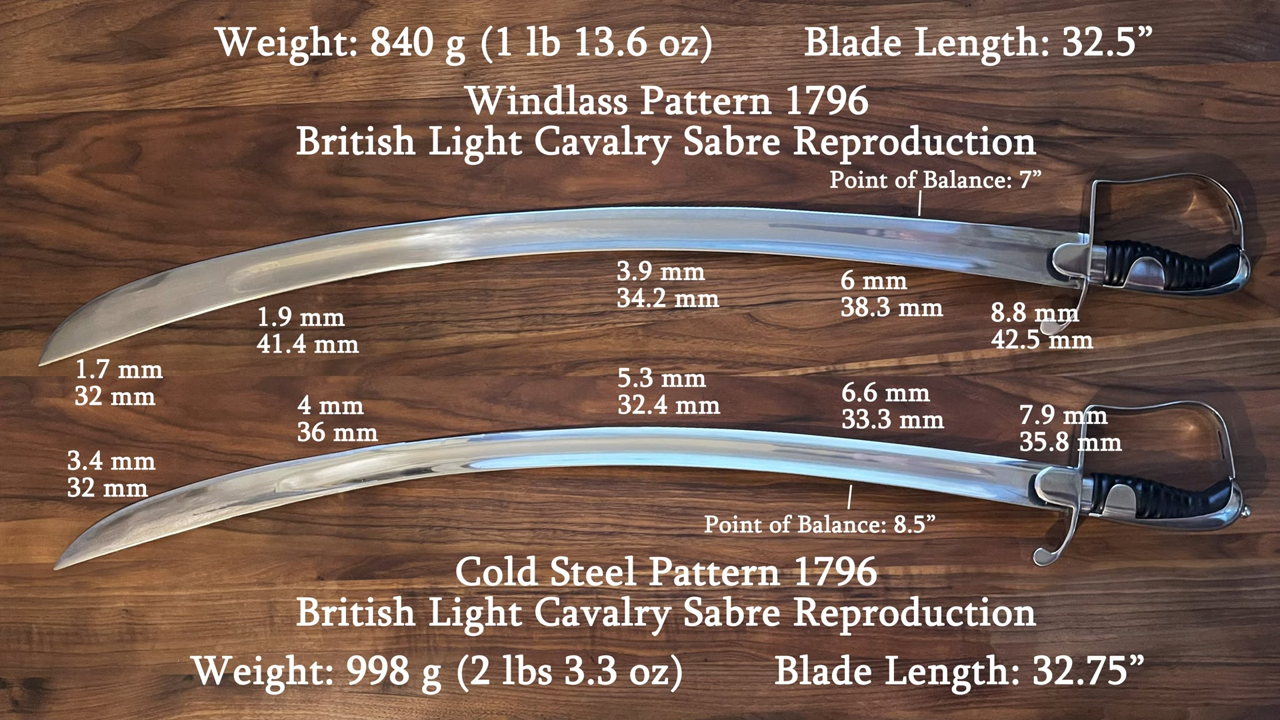 Weight: 840 g (1 lb 13.6 oz) Blade Length: 32.5”
Windlass Pattern 1796
British Light Cavalry Sabre Reproduction
Point of Balance: 7”
3.9 mm
34.2 mm
6 mm
38.3 mm
8.8 mm
42.5 mm
1.9 mm
41.4 mm
1.7 mm
32 mm
5.3 mm
32.4 mm
6.6 mm
33.3 mm
7.9 mm
35.8 mm
4 mm
36 mm
3.4 mm
32 mm
Point of Balance: 8.5”
Cold Steel Pattern 1796
British Light Cavalry Sabre Reproduction
Weight: 998 g (2 lbs 3.3 oz) Blade Length: 32.75”